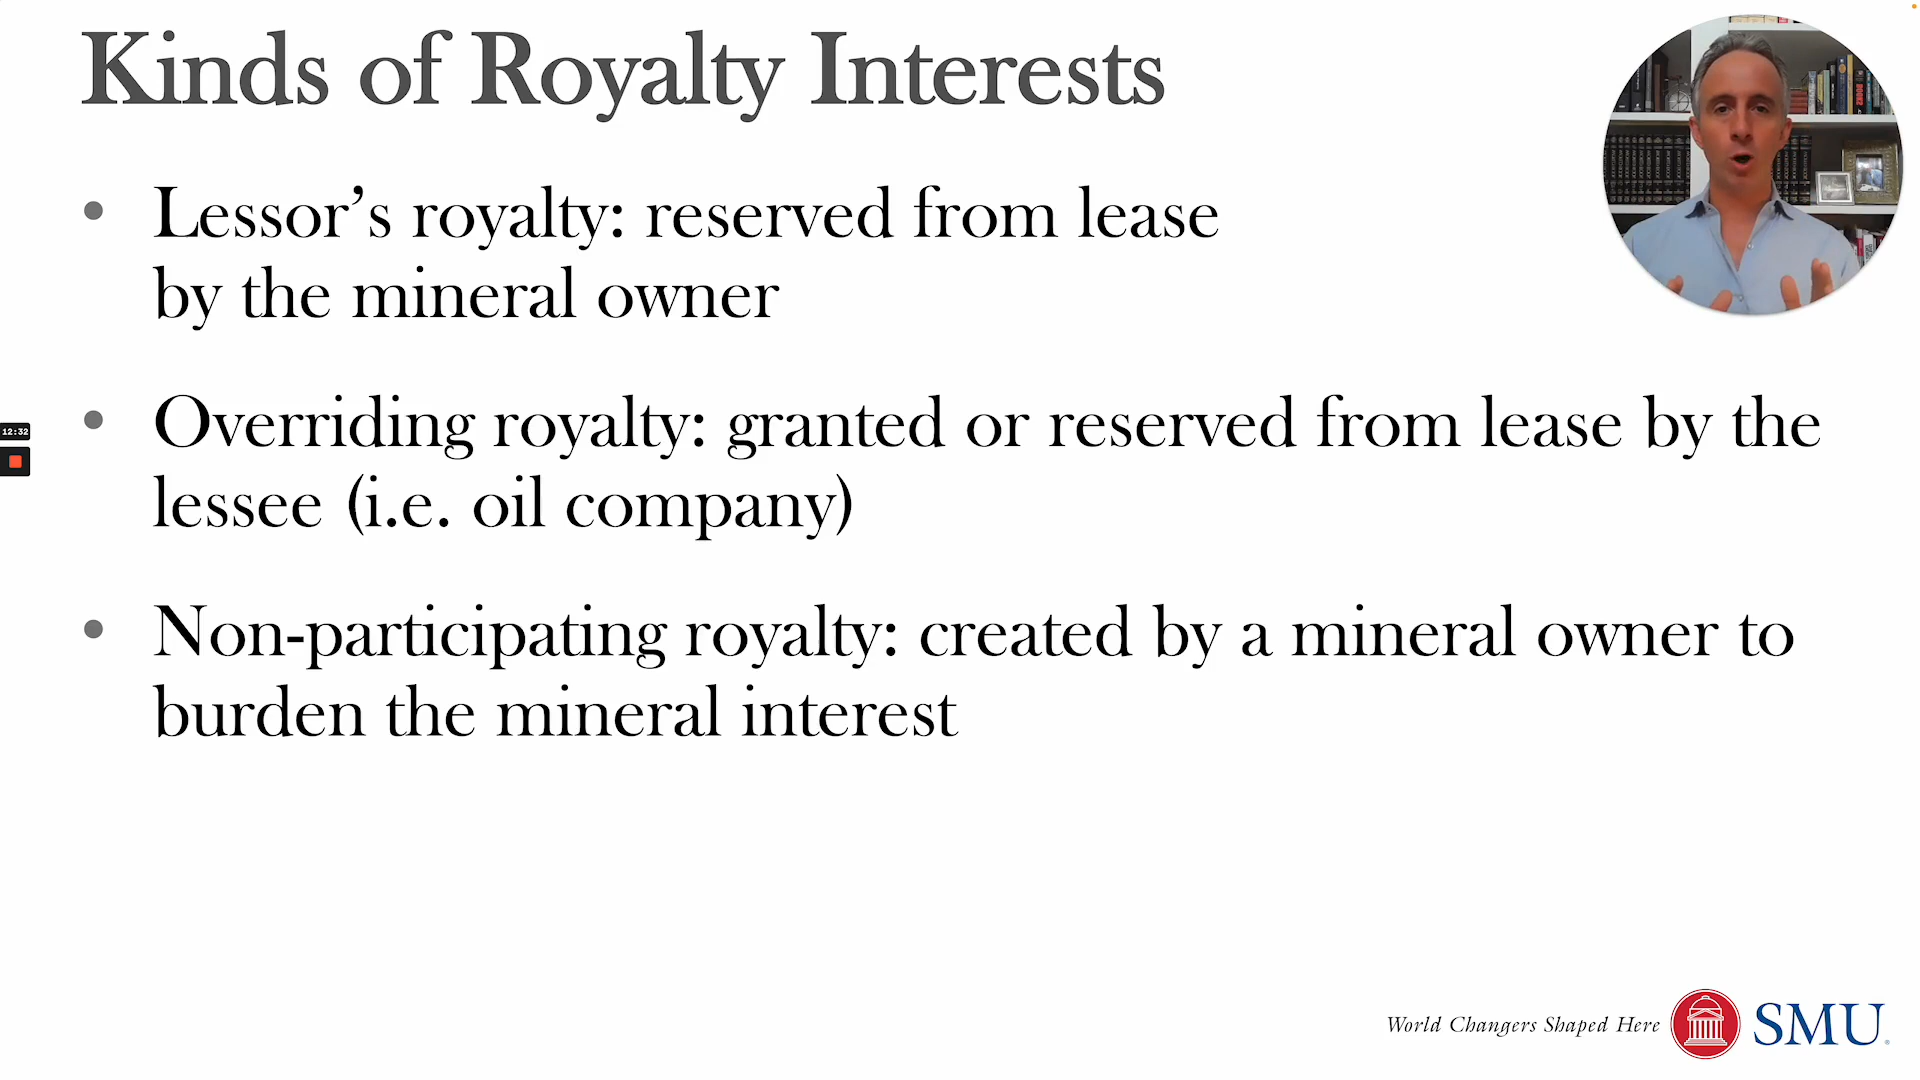 Kinds of Royalty Interests
• Lessor’s royalty: reserved from lease
by the mineral owner
• Overriding royalty: granted or reserved from lease by the
lessee (i.e. oil company)
12:32
• Non-participating royalty: created by a mineral owner to
burden the mineral interest
World Changers Shaped Here
SMU